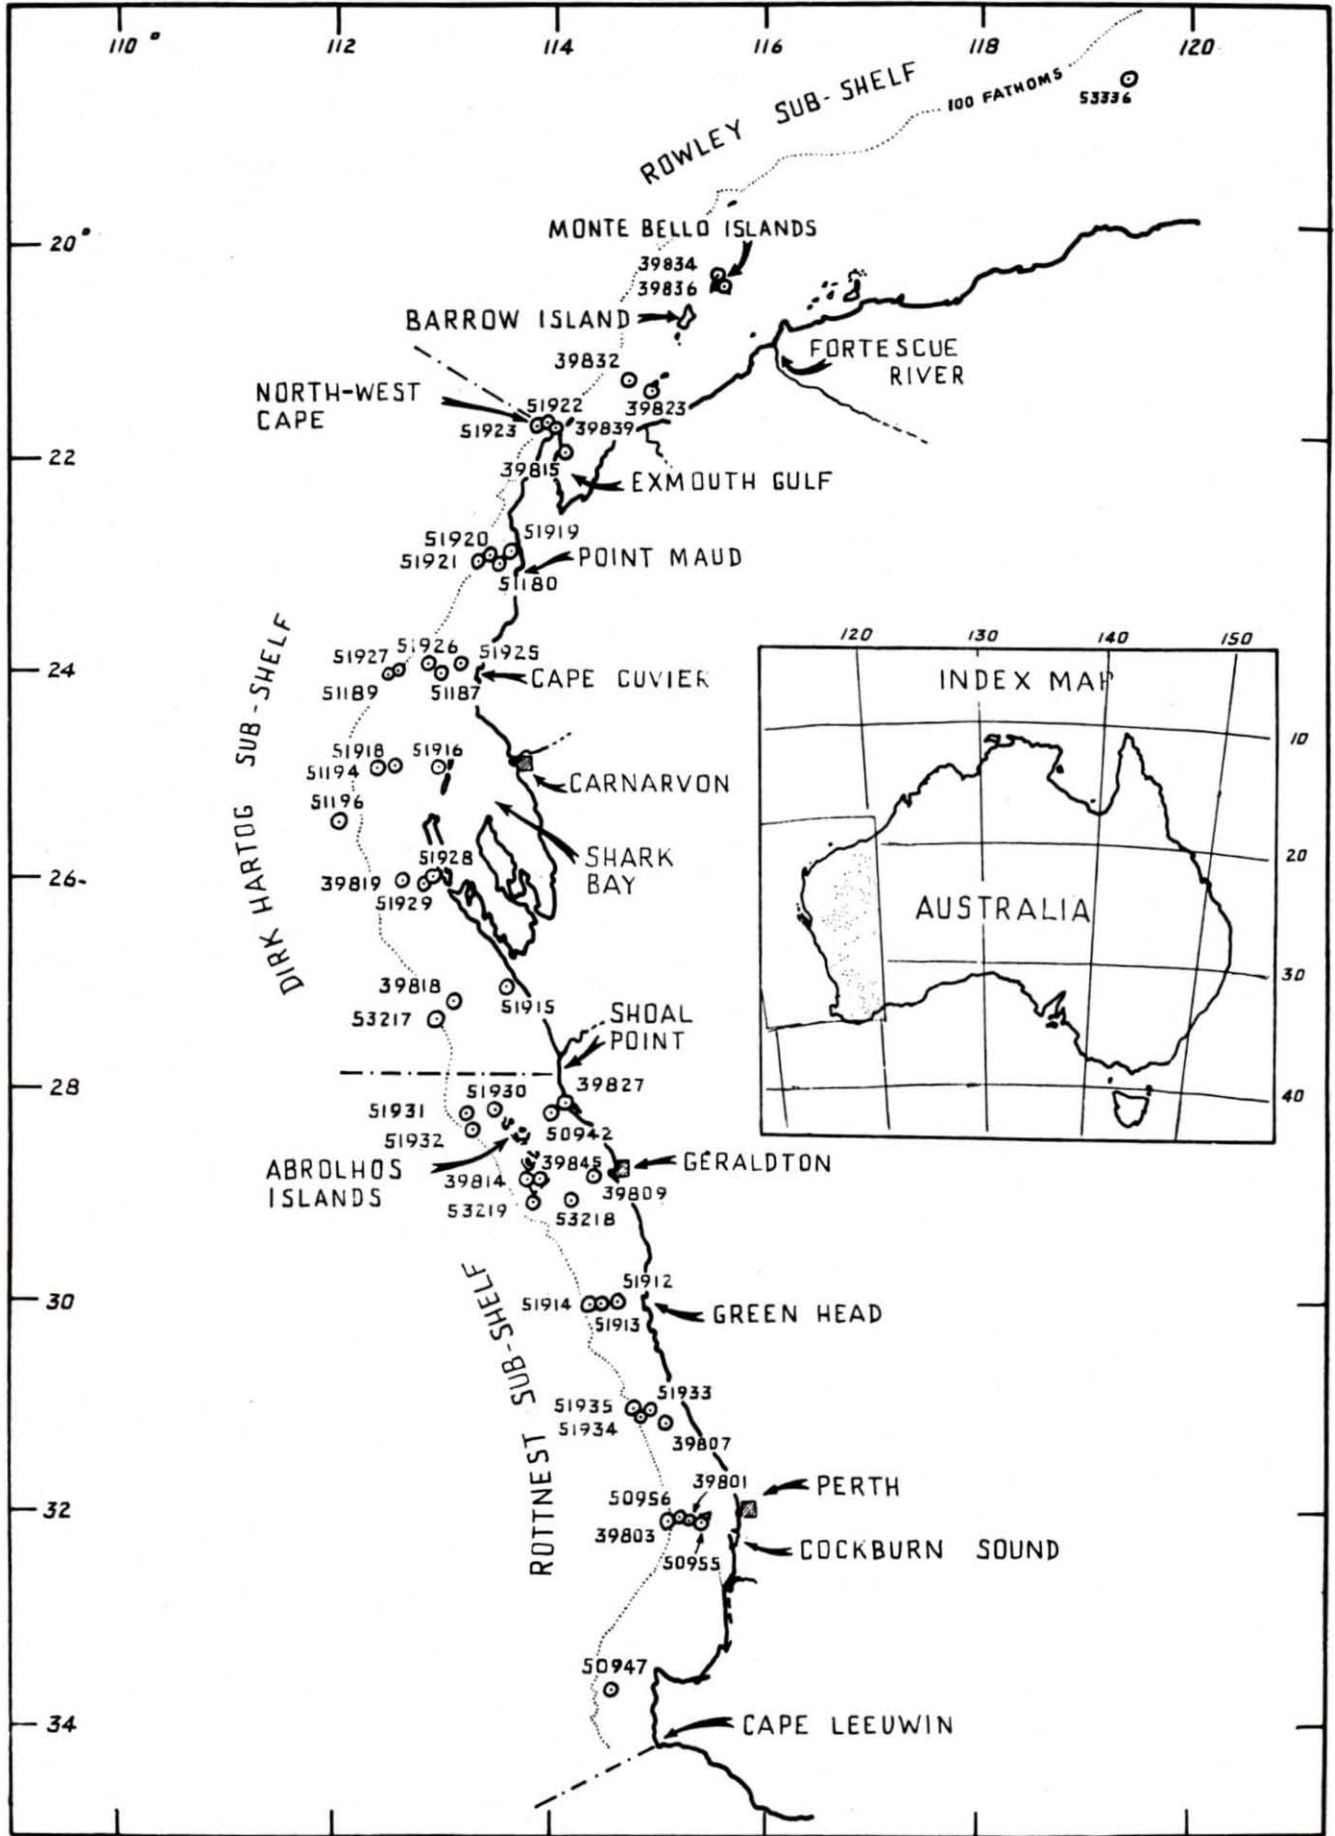 110 °
112
114
116
118
120
ROWLEY SUB-SHELF
100 FATHOMS
53336
20°
MONTE BELLO ISLANDS
39834
39836
BARROW ISLAND
39832
FORTESCUE
RIVER
NORTH-WEST
CAPE
51922
39823
51923
39839
22
39815
EXMOUTH GULF
51920
51919
51921
POINT MAUD
51180
DIRK HARTOG SUB-SHELF
51927
51926
51925
24
51189
51187
CAPE CUVIER
51918
51916
51194
CARNARVON
51196
SHARK
BAY
51928
26-
39819
51929
39818
51915
53217
SHOAL
POINT
28
39827
51930
51931
51932
50942
ABROLHOS
ISLANDS
39845
39814
GERALDTON
39809
53219
53218
ROTTNEST SUB-SHELF
51912
30
51914
51913
GREEN HEAD
51933
51935
51934
39807
39801
PERTH
50956
32
39803
50955
COCKBURN SOUND
50947
34
CAPE LEEUWIN
120
130
140
150
INDEX MAP
10
20
AUSTRALIA
30
40